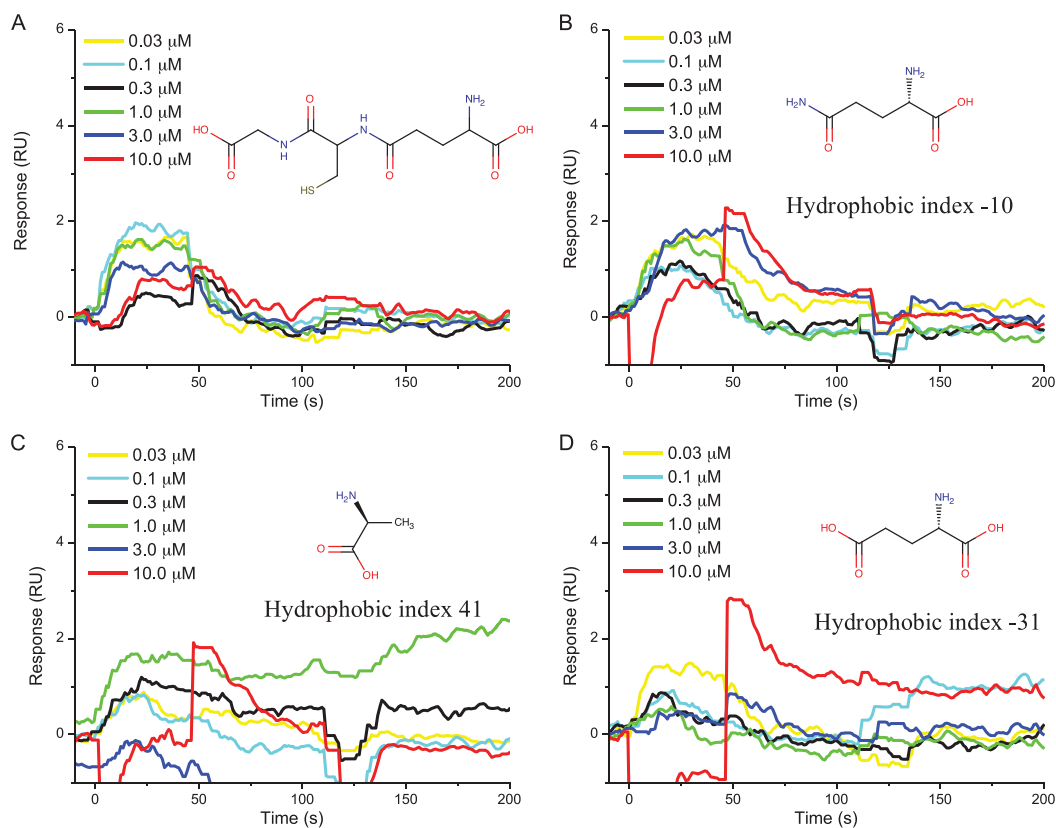 A
6
4
2
0
Response (RU)
0.03 μM
0.1 μM
0.3 μM
1.0 μM
3.0 μM
10.0 μM
O
NH2
HO
O
N
H
H
N
O
OH
O
HS
0
50
100
150
200
Time (s)
B
6
4
2
0
Response (RU)
0.03 μM
0.1 μM
0.3 μM
1.0 μM
3.0 μM
10.0 μM
NH2
H2N
OH
O
O
Hydrophobic index -10
0
50
100
150
200
Time (s)
C
6
4
2
0
Response (RU)
0.03 μM
0.1 μM
0.3 μM
1.0 μM
3.0 μM
10.0 μM
H2N
CH3
O
OH
Hydrophobic index 41
0
50
100
150
200
Time (s)
D
6
4
2
0
Response (RU)
0.03 μM
0.1 μM
0.3 μM
1.0 μM
3.0 μM
10.0 μM
NH2
HO
OH
O
O
Hydrophobic index -31
0
50
100
150
200
Time (s)